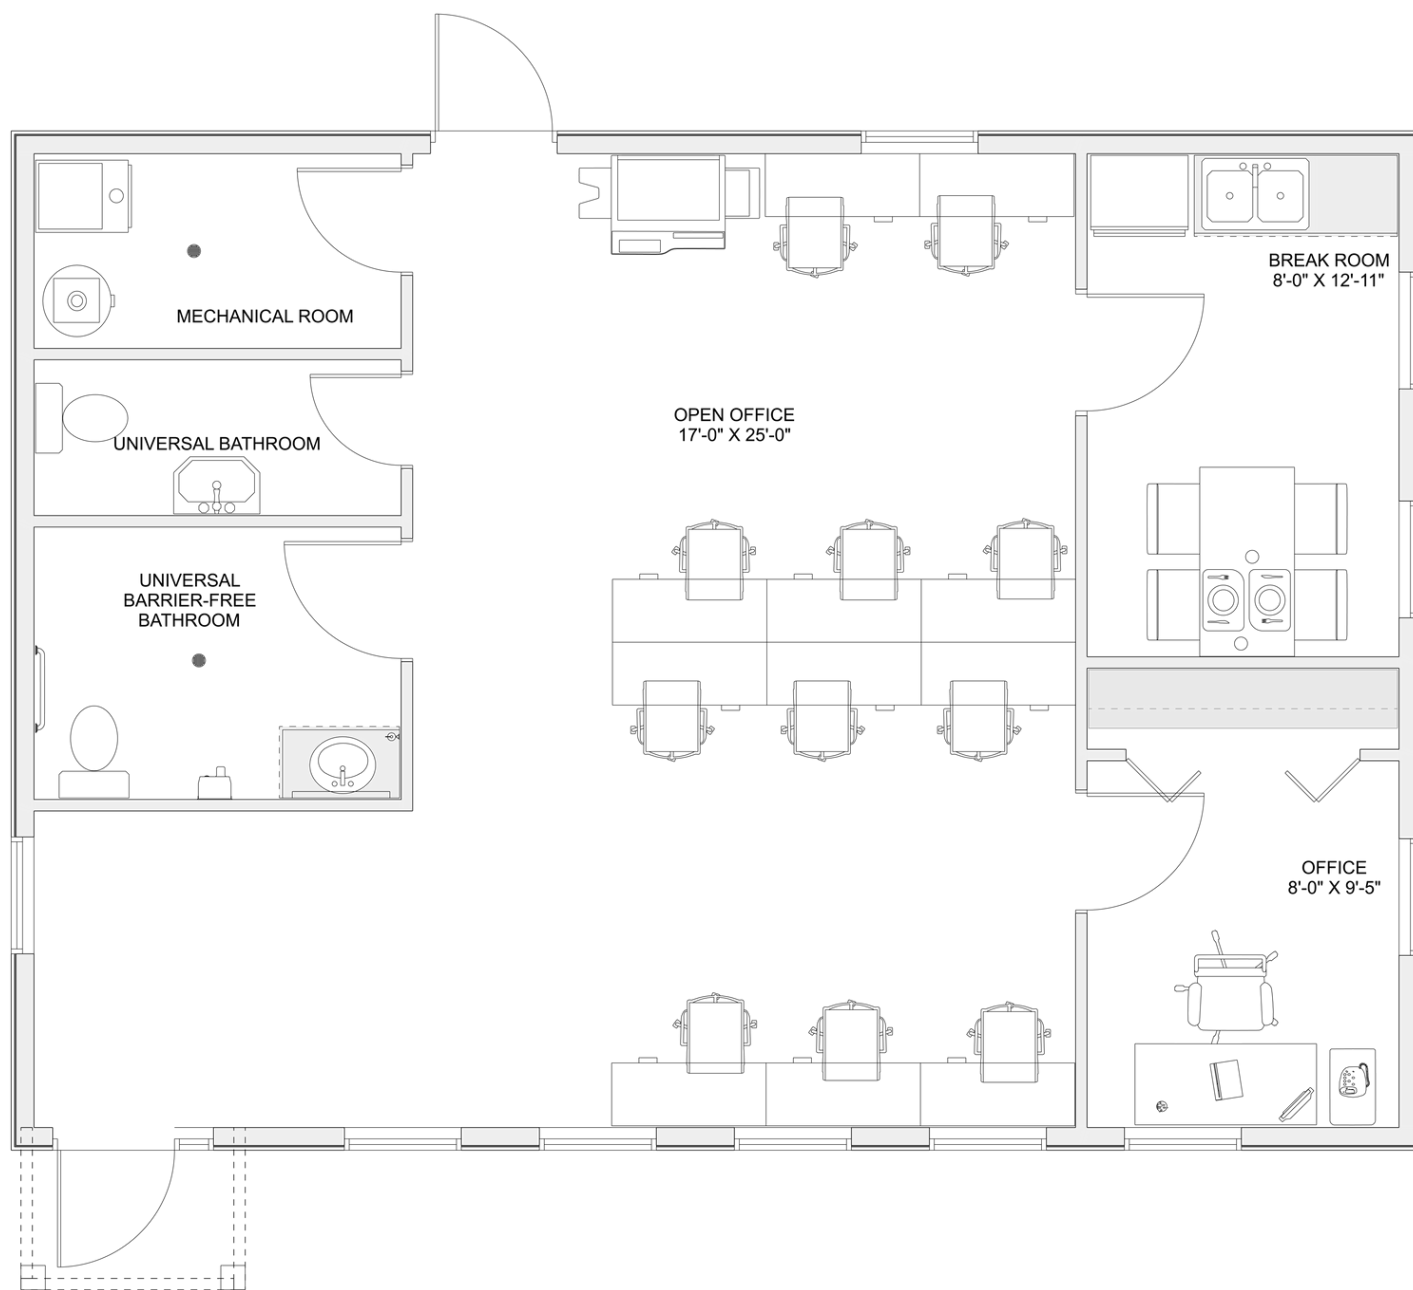 MECHANICAL ROOM
UNIVERSAL BATHROOM
UNIVERSAL
BARRIER-FREE
BATHROOM
OPEN OFFICE
17'-0" X 25'-0"
BREAK ROOM
8'-0" X 12'-11"
OFFICE
8'-0" X 9'-5"